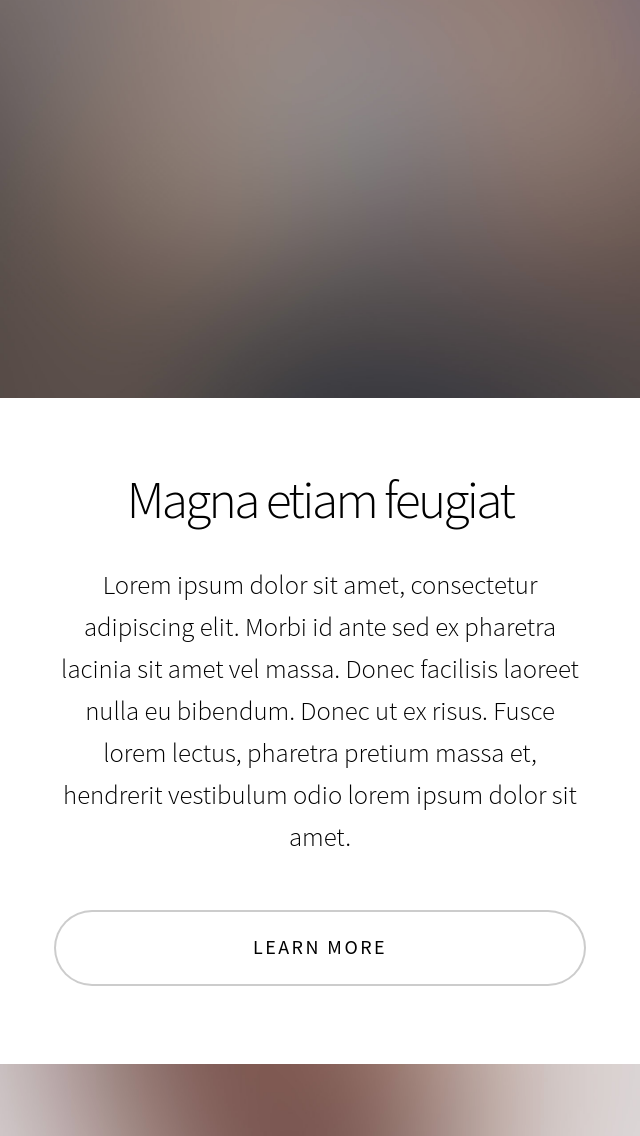 Magna etiam feugiat
Lorem ipsum dolor sit amet, consectetur
adipiscing elit. Morbi id ante sed ex pharetra
lacinia sit amet vel massa. Donec facilisis laoreet
nulla eu bibendum. Donec ut ex risus. Fusce
lorem lectus, pharetra pretium massa et,
hendrerit vestibulum odio lorem ipsum dolor sit
amet.
LEARN MORE